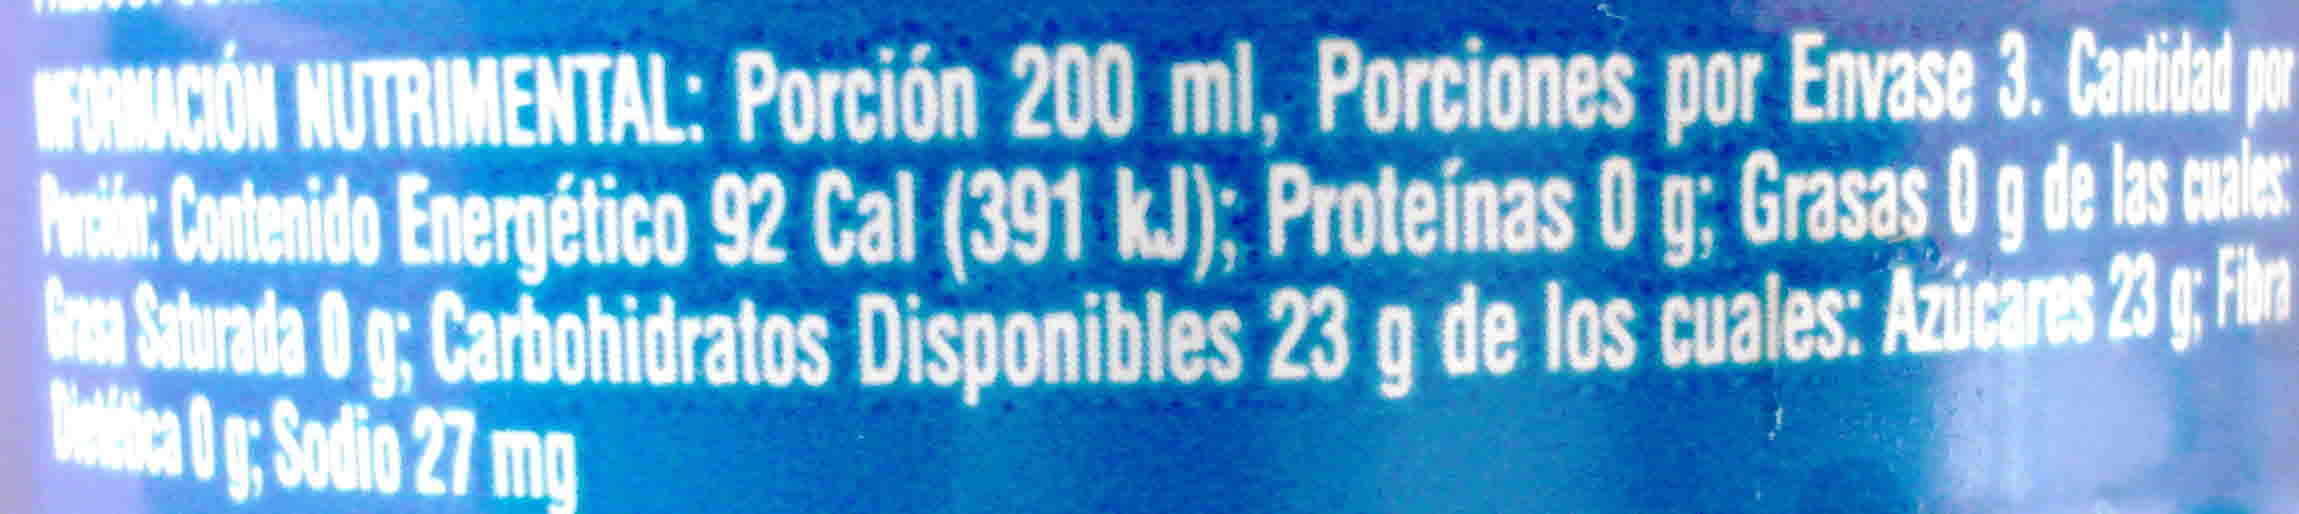 INFORMACIÓN NUTRIMENTAL: Porción 200 ml, Porciones por Envase 3. Cantidad por
Porción: Contenido Energético 92 Cal (391 kJ); Proteínas 0 g; Grasas 0 g de las cuales:
Grasa Saturada 0 g; Carbohidratos Disponibles 23 g de los cuales: Azúcares 23 g; Fibra
Dietética 0 g; Sodio 27 mg